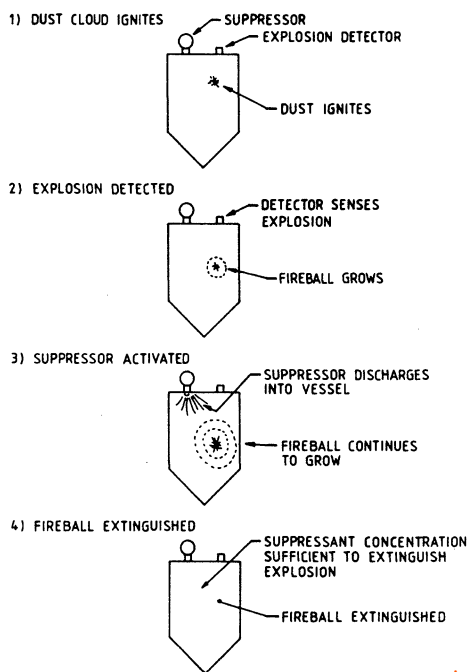 1) DUST CLOUD IGNITES
SUPPRESSOR
EXPLOSION DETECTOR
DUST IGNITES
2) EXPLOSION DETECTED
DETECTOR SENSES
EXPLOSION
FIREBALL GROWS
3) SUPPRESSOR ACTIVATED
SUPPRESSOR DISCHARGES
INTO VESSEL
FIREBALL CONTINUES
TO GROW
4) FIREBALL EXTINGUISHED
SUPPRESSANT CONCENTRATION
SUFFICIENT TO EXTINGUISH
EXPLOSION
FIREBALL EXTINGUISHED